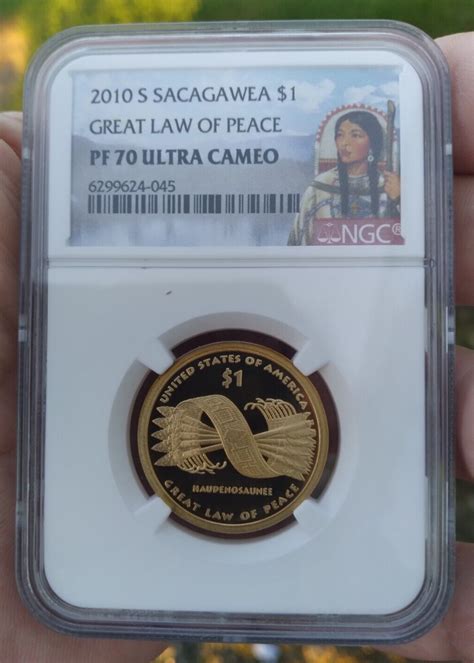 2010 S SACAGAWEA $1
GREAT LAW OF PEACE
PF 70 ULTRA CAMEO
6299624-045
NGC®
UNITED STATES OF AMERICA
$1
HAUDENOSAUNEE
GREAT LAW OF PEACE